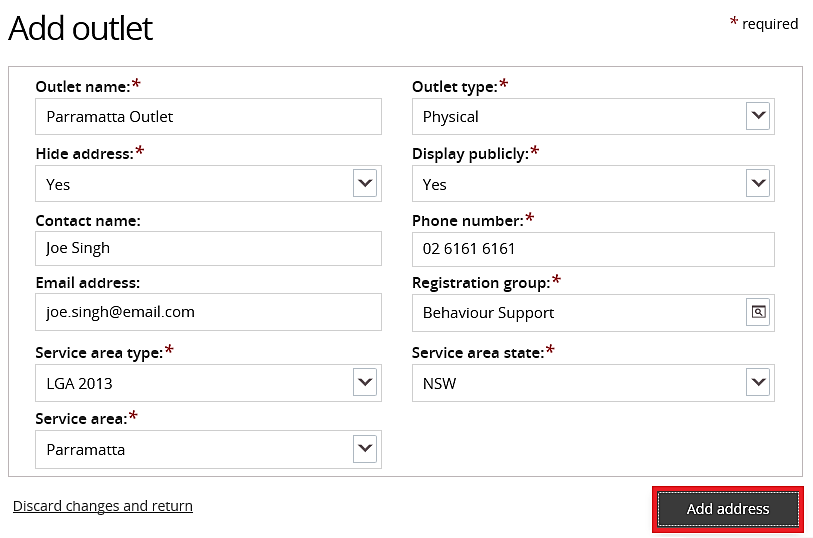 Add outlet
* required
Outlet name:*
Outlet type:*
Parramatta Outlet
Physical
Hide address:*
Display publicly:*
Yes
Yes
Contact name:
Phone number:*
Joe Singh
02 6161 6161
Email address:
Registration group:*
joe.singh@email.com
Behaviour Support
Service area type:*
Service area state:*
LGA 2013
NSW
Service area:*
Parramatta
Discard changes and return
Add address